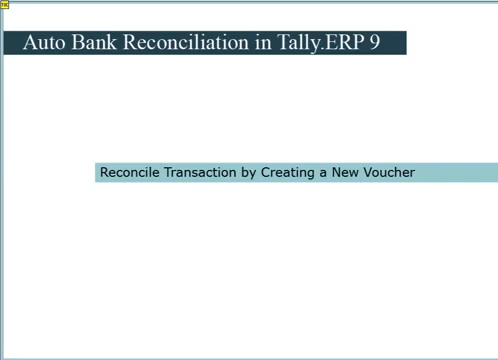 Auto Bank Reconciliation in Tally.ERP 9
Reconcile Transaction by Creating a New Voucher